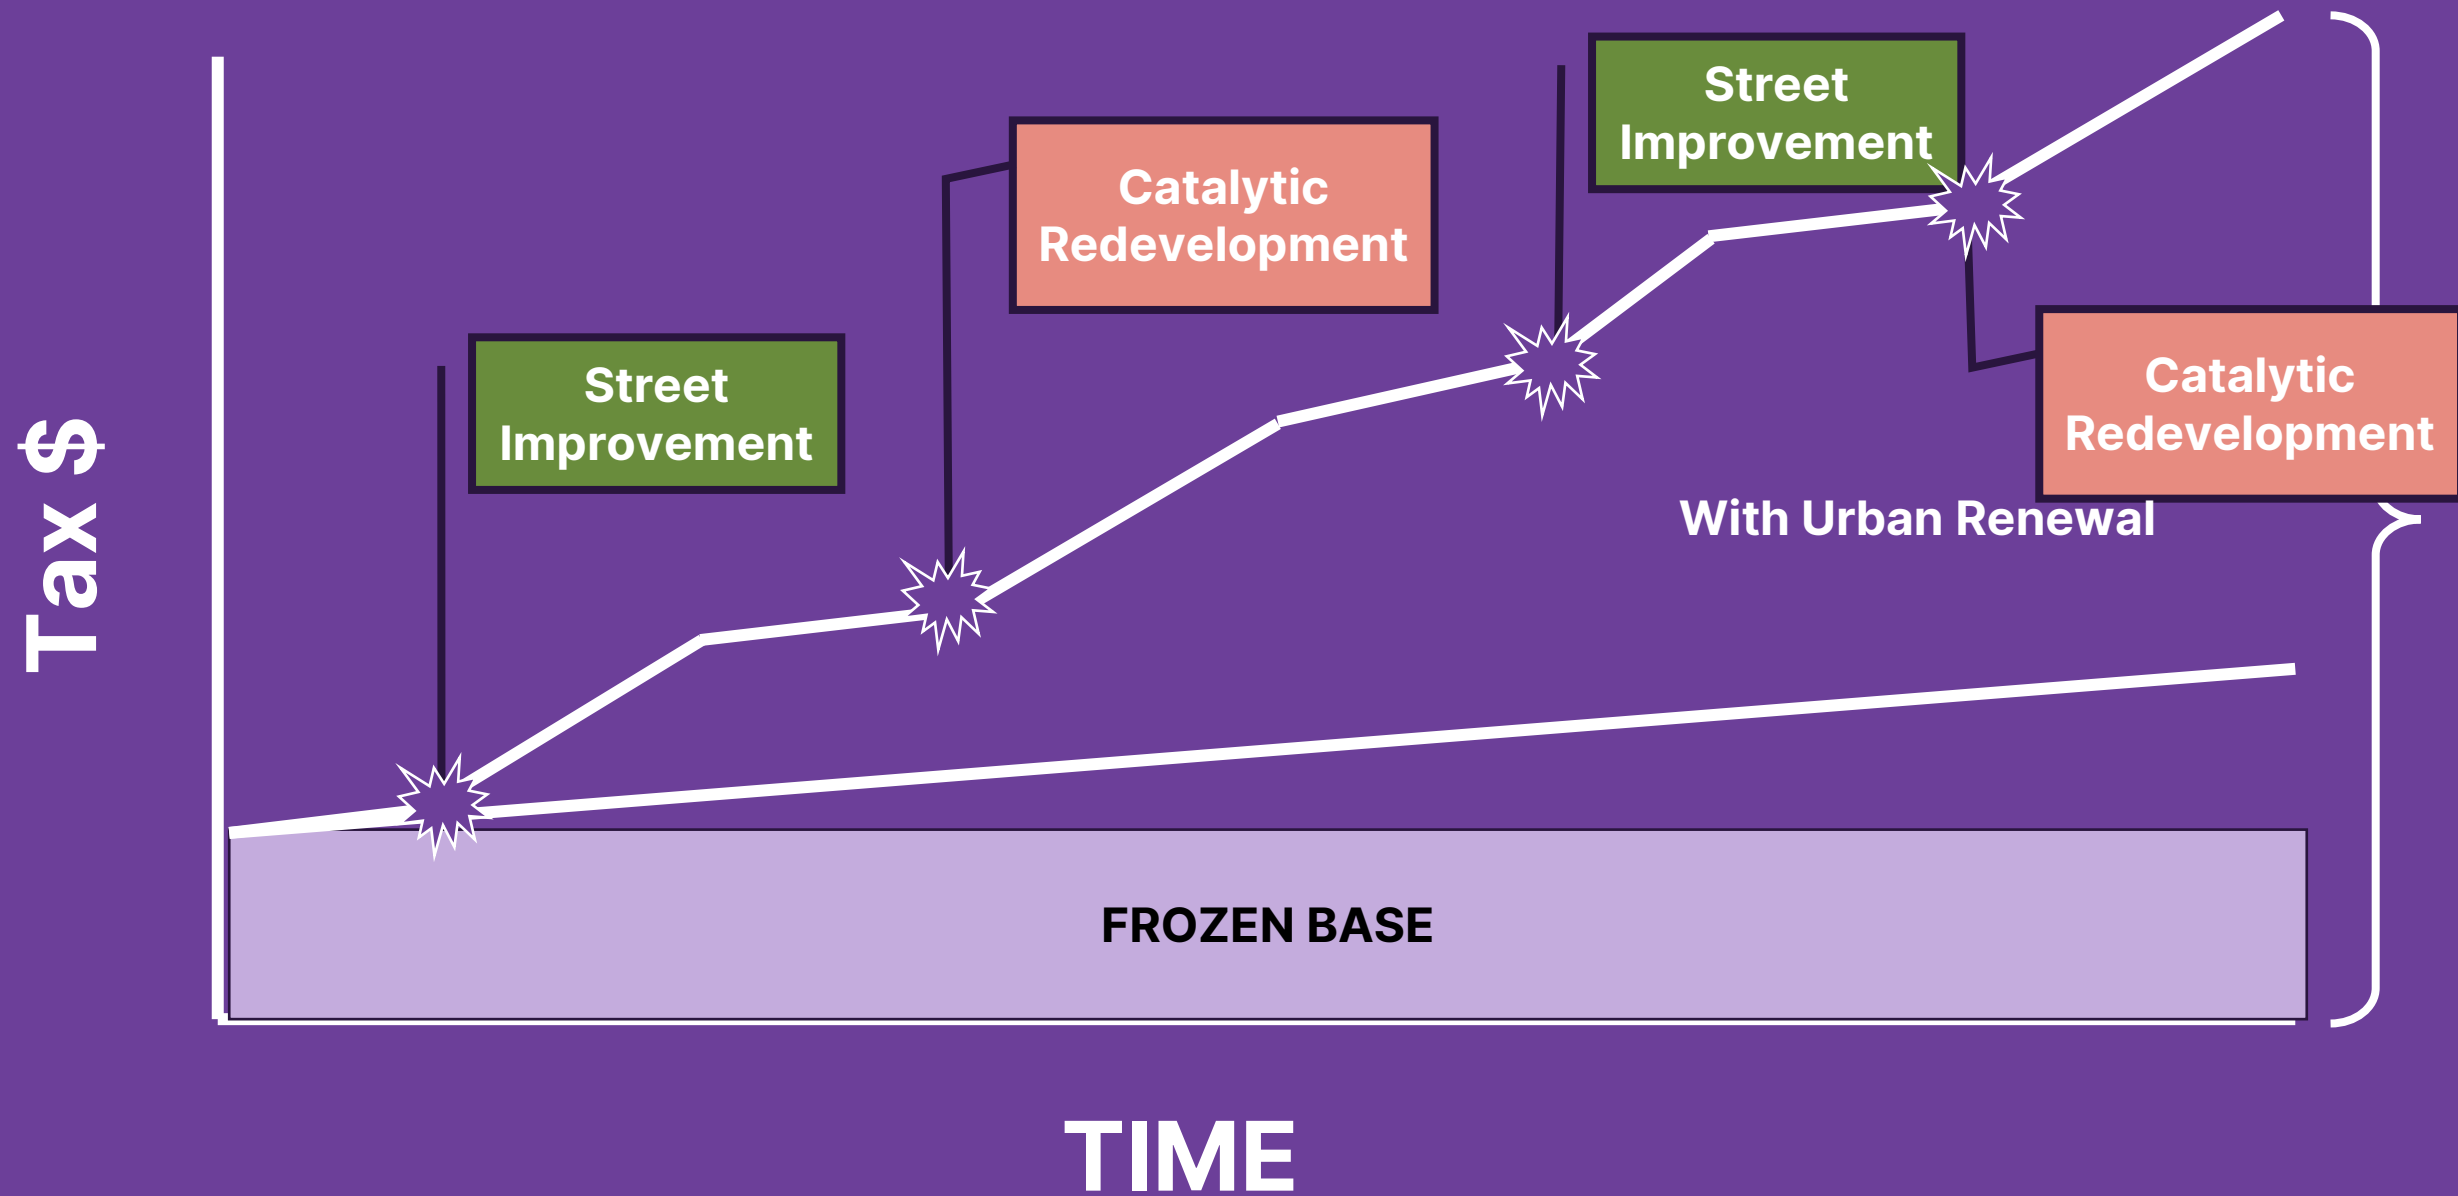 Street
Improvement
Catalytic
Redevelopment
Street
Improvement
Catalytic
Redevelopment
With Urban Renewal
Tax $
FROZEN BASE
TIME